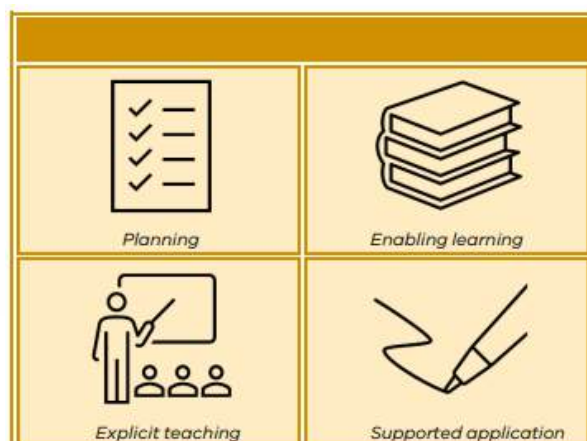 Planning
Enabling learning
Explicit teaching
Supported application